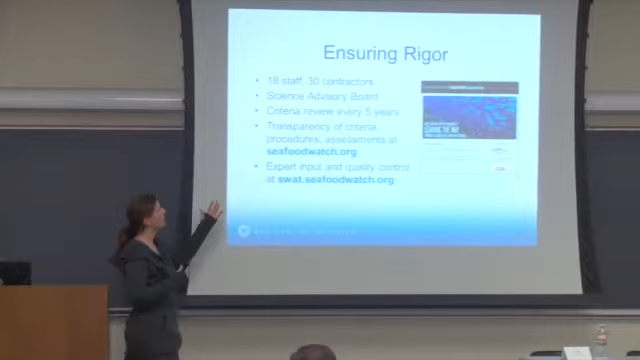 Ensuring Rigor
• 18 staff, 30 contractors
• Science Advisory Board
• Criteria review every 5 years
• Transparency of criteria,
procedures, assessments at
seafoodwatch.org
• Expert input and quality control
at swat.seafoodwatch.org